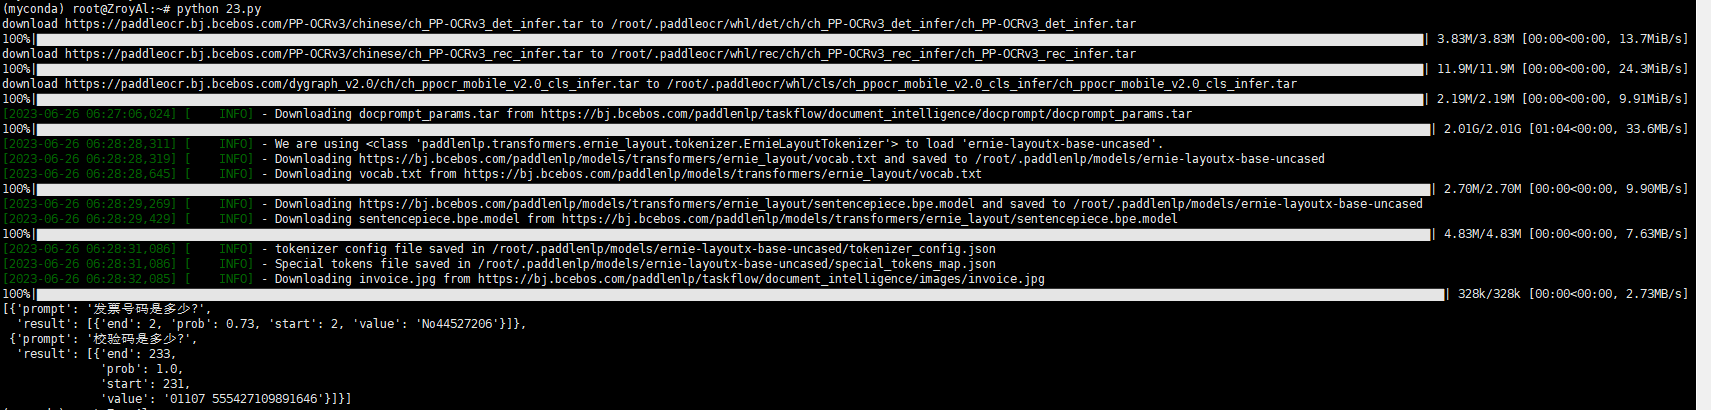 (myconda) root@ZroyAl:~# python 23.py
download https://paddleocr.bj.bcebos.com/PP-OCRv3/chinese/ch_PP-OCRv3_det_infer.tar to /root/.paddleocr/whl/det/ch/ch_PP-OCRv3_det_infer/ch_PP-OCRv3_det_infer.tar
100%| | 3.83M/3.83M [00:00<00:00, 13.7MiB/s]
download https://paddleocr.bj.bcebos.com/PP-OCRv3/chinese/ch_PP-OCRv3_rec_infer.tar to /root/.paddleocr/whl/rec/ch/ch_PP-OCRv3_rec_infer/ch_PP-OCRv3_rec_infer.tar
100%| | 11.9M/11.9M [00:00<00:00, 24.3MiB/s]
download https://paddleocr.bj.bcebos.com/dygraph_v2.0/ch/ch_ppocr_mobile_v2.0_cls_infer.tar to /root/.paddleocr/whl/cls/ch_ppocr_mobile_v2.0_cls_infer/ch_ppocr_mobile_v2.0_cls_infer.tar
100%| | 2.19M/2.19M [00:00<00:00, 9.91MiB/s]
[2023-06-26 06:27:06,024] [    INFO] - Downloading docprompt_params.tar from https://bj.bcebos.com/paddlenlp/taskflow/document_intelligence/docprompt/docprompt_params.tar
100%| | 2.01G/2.01G [01:04<00:00, 33.6MB/s]
[2023-06-26 06:28:28,311] [    INFO] - We are using <class 'paddlenlp.transformers.ernie_layout.tokenizer.ErnieLayoutTokenizer'> to load 'ernie-layoutx-base-uncased'.
[2023-06-26 06:28:28,319] [    INFO] - Downloading https://bj.bcebos.com/paddlenlp/models/transformers/ernie_layout/vocab.txt and saved to /root/.paddlenlp/models/ernie-layoutx-base-uncased
[2023-06-26 06:28:28,645] [    INFO] - Downloading vocab.txt from https://bj.bcebos.com/paddlenlp/models/transformers/ernie_layout/vocab.txt
100%| | 2.70M/2.70M [00:00<00:00, 9.90MB/s]
[2023-06-26 06:28:29,269] [    INFO] - Downloading https://bj.bcebos.com/paddlenlp/models/transformers/ernie_layout/sentencepiece.bpe.model and saved to /root/.paddlenlp/models/ernie-layoutx-base-uncased
[2023-06-26 06:28:29,429] [    INFO] - Downloading sentencepiece.bpe.model from https://bj.bcebos.com/paddlenlp/models/transformers/ernie_layout/sentencepiece.bpe.model
100%| | 4.83M/4.83M [00:00<00:00, 7.63MB/s]
[2023-06-26 06:28:31,086] [    INFO] - tokenizer config file saved in /root/.paddlenlp/models/ernie-layoutx-base-uncased/tokenizer_config.json
[2023-06-26 06:28:31,086] [    INFO] - Special tokens file saved in /root/.paddlenlp/models/ernie-layoutx-base-uncased/special_tokens_map.json
[2023-06-26 06:28:32,085] [    INFO] - Downloading invoice.jpg from https://bj.bcebos.com/paddlenlp/taskflow/document_intelligence/images/invoice.jpg
100%| | 328k/328k [00:00<00:00, 2.73MB/s]
[{'prompt': '发票号码是多少?',
  'result': [{'end': 2, 'prob': 0.73, 'start': 2, 'value': 'No44527206'}]},
 {'prompt': '校验码是多少?',
  'result': [{'end': 233,
              'prob': 1.0,
              'start': 231,
              'value': '01107 555427109891646'}]}]